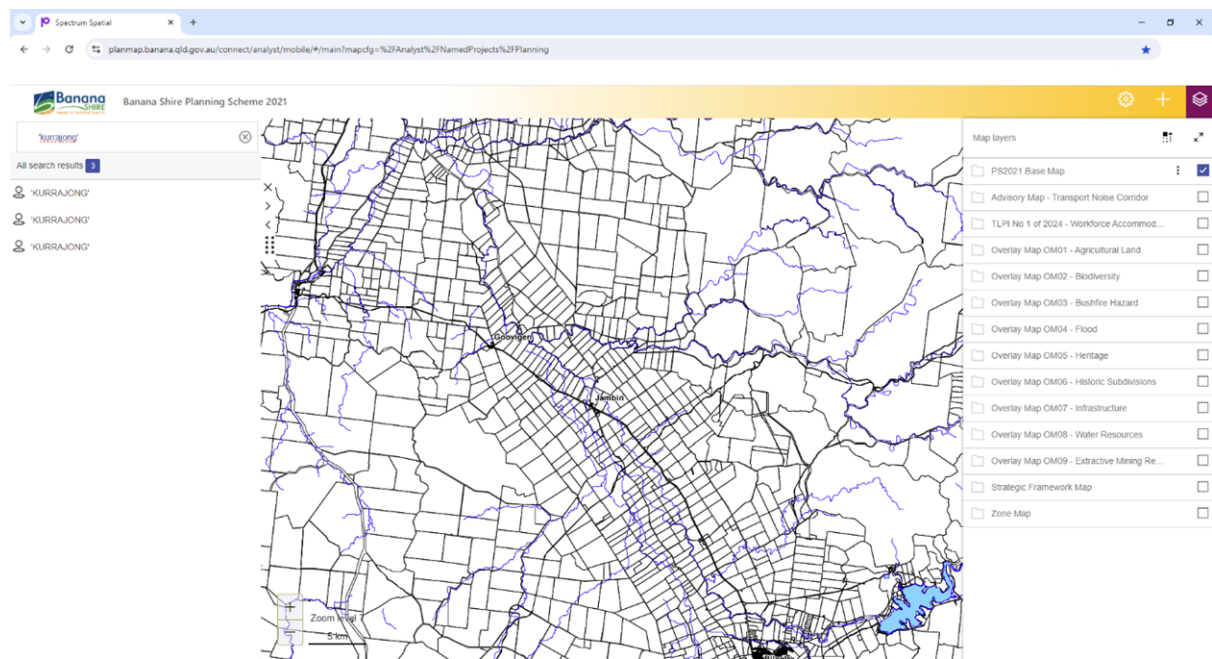 Spectrum Spatial
planmap.banana.qld.gov.au/connect/analyst/mobile/#/main?mapcfg=%2FAnalyst%2FNamedProjects%2FPlanning
Banana
SHIRE
Banana Shire Planning Scheme 2021
'kurrajong'
All search results 3
'KURRAJONG'
'KURRAJONG'
'KURRAJONG'
Goovigen
Jambin
Zoom level 7
5 km
Map layers
PS2021 Base Map
Advisory Map - Transport Noise Corridor
TLPI No 1 of 2024 - Workforce Accommod...
Overlay Map OM01 - Agricultural Land
Overlay Map OM02 - Biodiversity
Overlay Map OM03 - Bushfire Hazard
Overlay Map OM04 - Flood
Overlay Map OM05 - Heritage
Overlay Map OM06 - Historic Subdivisions
Overlay Map OM07 - Infrastructure
Overlay Map OM08 - Water Resources
Overlay Map OM09 - Extractive Mining Re...
Strategic Framework Map
Zone Map